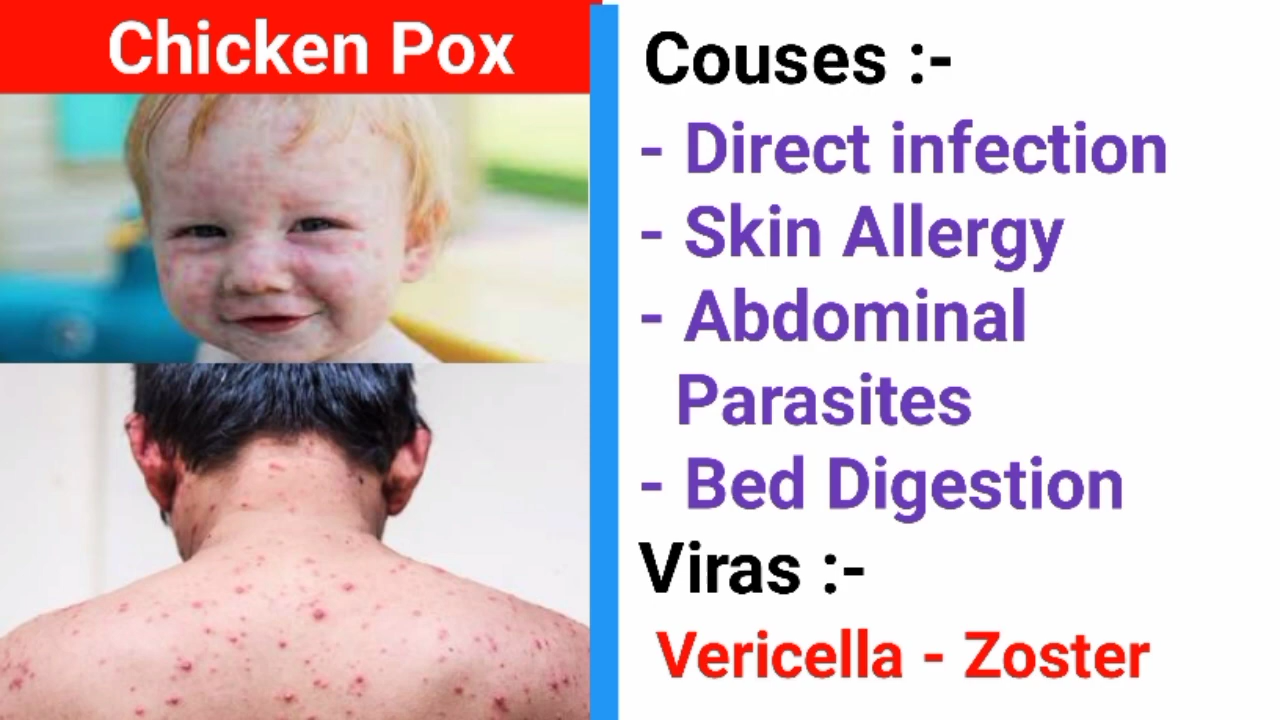 Chicken Pox
Couses :-
- Direct infection
- Skin Allergy
- Abdominal
Parasites
- Bed Digestion
Viras :-
Vericella - Zoster